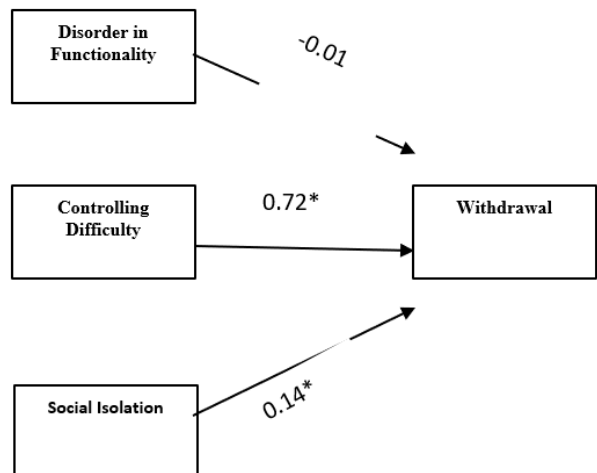 Disorder in
Functionality
-0.01
Controlling
Difficulty
0.72*
Withdrawal
Social Isolation
0.14*